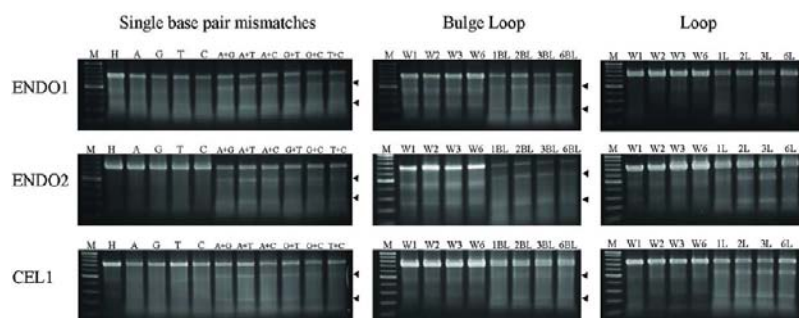 Single base pair mismatches Bulge Loop Loop
M H A G T C A+G A+T A+C G+T G+C T+C M W1 W2 W3 W6 1BL 2BL 3BL 6BL M W1 W2 W3 W6 1L 2L 3L 6L
ENDO1
M H A G T C A+G A+T A+C G+T G+C T+C M W1 W2 W3 W6 1BL 2BL 3BL 6BL M W1 W2 W3 W6 1L 2L 3L 6L
ENDO2
M H A G T C A+G A+T A+C G+T G+C T+C M W1 W2 W3 W6 1BL 2BL 3BL 6BL M W1 W2 W3 W6 1L 2L 3L 6L
CEL1